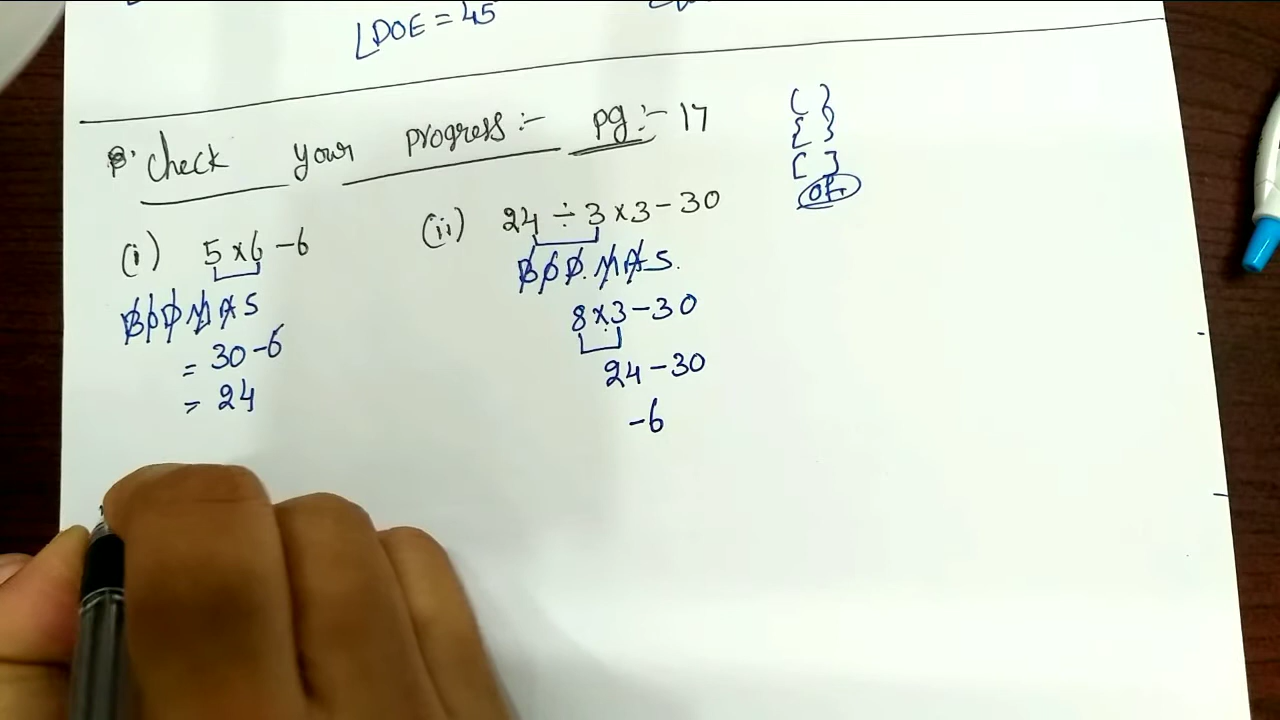 ∠DOE = 45
Check your progress:- pg:- 17
( }
{ }
[ ]
of
(i) 5 x 6 - 6
BODMAS
= 30 - 6
= 24
(ii) 24 ÷ 3 x 3 - 30
BODMAS.
8 x 3 - 30
24 - 30
-6